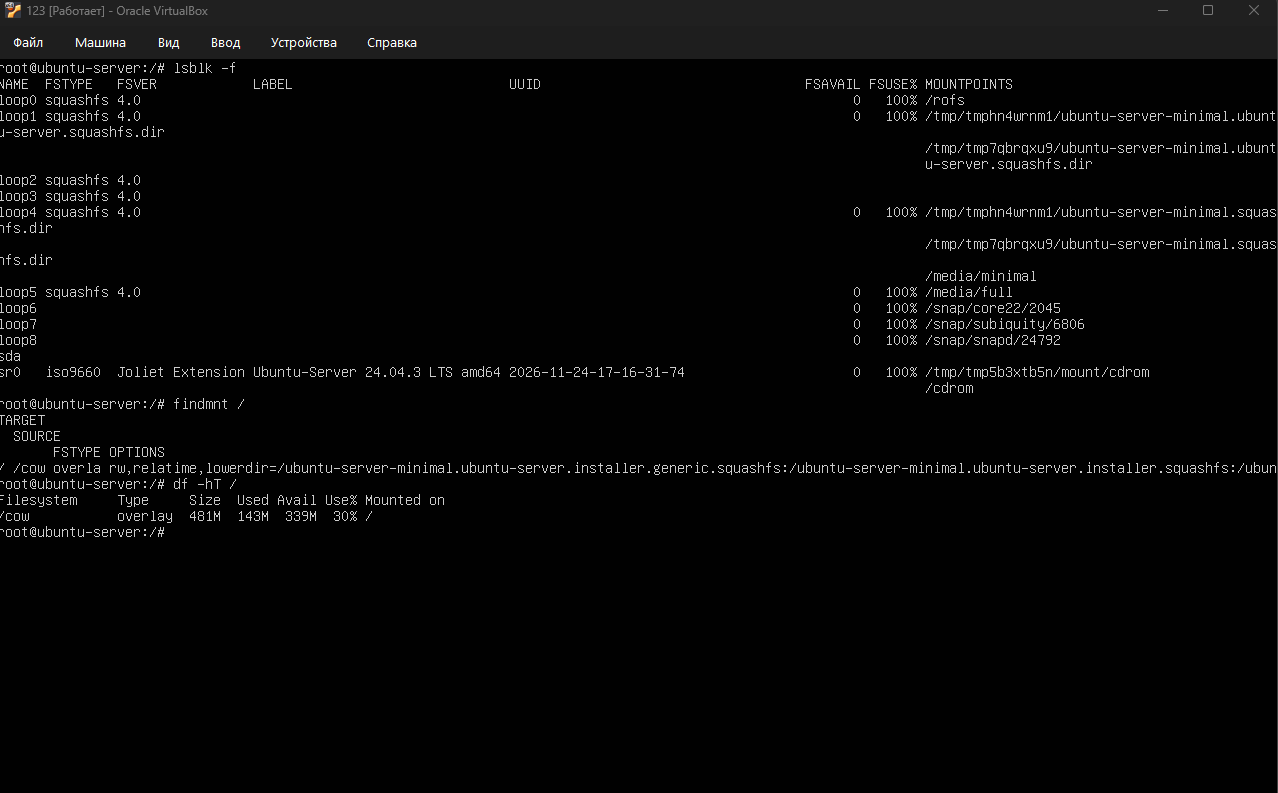 123 [Работает] - Oracle VirtualBox
Файл Машина Вид Ввод Устройства Справка
root@ubuntu-server:/# lsblk -f
NAME FSTYPE FSVER LABEL UUID FSAVAIL FSUSE% MOUNTPOINTS
loop0 squashfs 4.0 0 100% /rofs
loop1 squashfs 4.0 0 100% /tmp/tmphn4wrnm1/ubuntu-server-minimal.ubunt
u-server.squashfs.dir
/tmp/tmp7qbrqxu9/ubuntu-server-minimal.ubunt
u-server.squashfs.dir
loop2 squashfs 4.0
loop3 squashfs 4.0
loop4 squashfs 4.0 0 100% /tmp/tmphn4wrnm1/ubuntu-server-minimal.squas
hfs.dir
/tmp/tmp7qbrqxu9/ubuntu-server-minimal.squas
hfs.dir
/media/minimal
loop5 squashfs 4.0 0 100% /media/full
loop6 0 100% /snap/core22/2045
loop7 0 100% /snap/subiquity/6806
loop8 0 100% /snap/snapd/24792
sda
sr0 iso9660 Joliet Extension Ubuntu-Server 24.04.3 LTS amd64 2026-11-24-17-16-31-74 0 100% /tmp/tmp5b3xtb5n/mount/cdrom
/cdrom
root@ubuntu-server:/# findmnt /
TARGET
SOURCE
FSTYPE OPTIONS
/ /cow overla rw,relatime,lowerdir=/ubuntu-server-minimal.ubuntu-server.installer.generic.squashfs:/ubuntu-server-minimal.ubuntu-server.installer.squashfs:/ubun
root@ubuntu-server:/# df -hT /
Filesystem Type Size Used Avail Use% Mounted on
/cow overlay 481M 143M 339M 30% /
root@ubuntu-server:/#